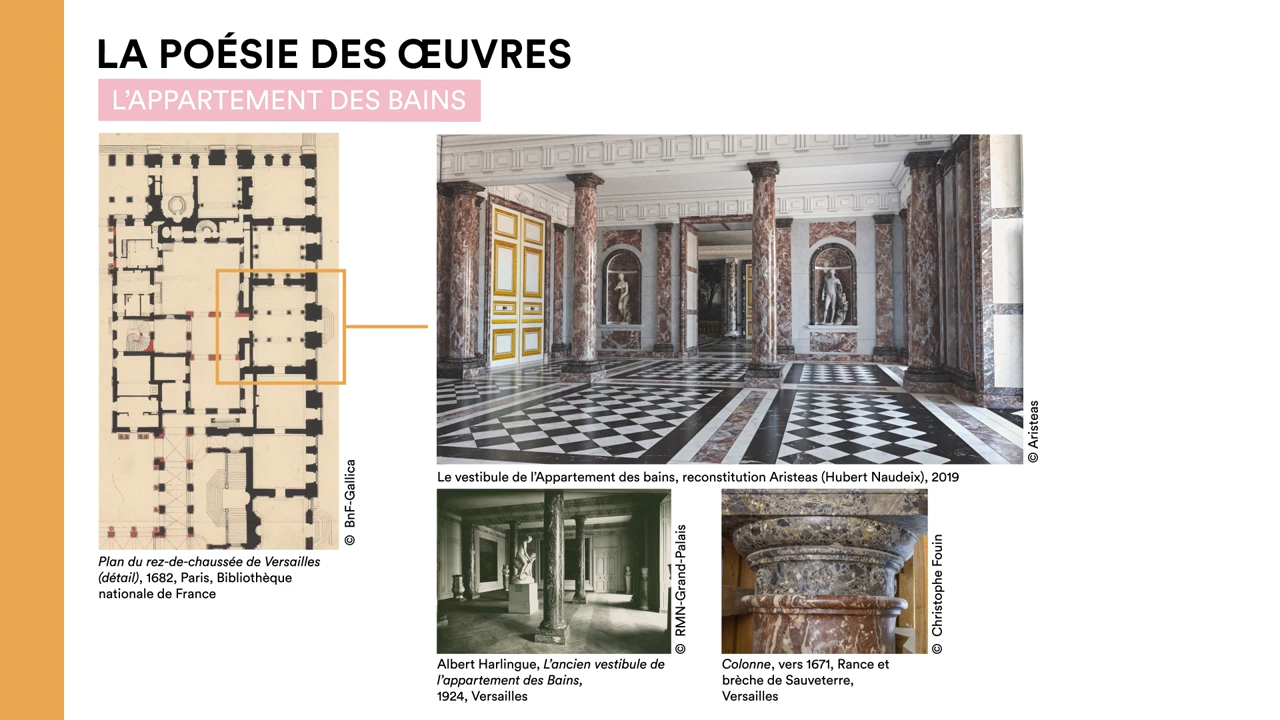 LA POÉSIE DES ŒUVRES
L’APPARTEMENT DES BAINS
© BnF-Gallica
Plan du rez-de-chaussée de Versailles
(détail), 1682, Paris, Bibliothèque
nationale de France
© Aristeas
Le vestibule de l’Appartement des bains, reconstitution Aristeas (Hubert Naudeix), 2019
© RMN-Grand-Palais
Albert Harlingue, L’ancien vestibule de
l’appartement des Bains,
1924, Versailles
© Christophe Fouin
Colonne, vers 1671, Rance et
brèche de Sauveterre,
Versailles